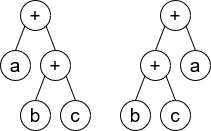 + +
a + + a
b c b c